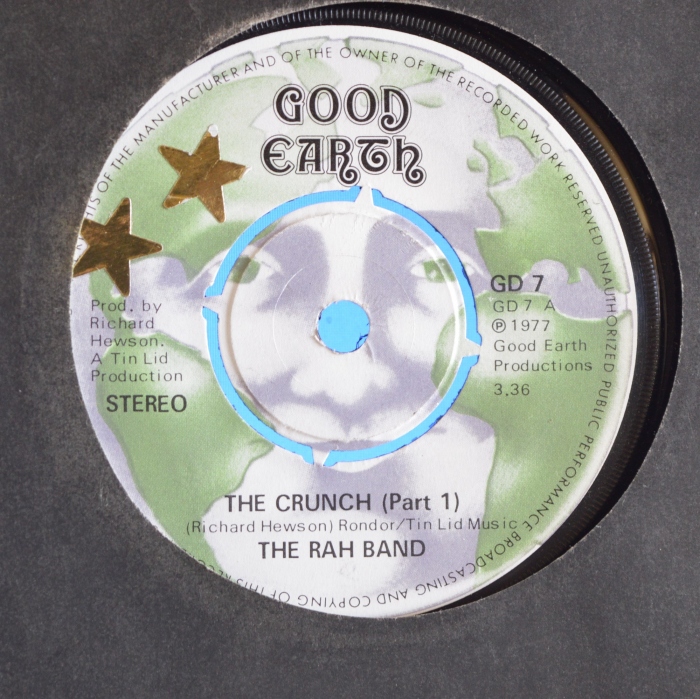 GHTS OF THE MANUFACTURER AND OF THE OWNER OF THE RECORDED WORK RESERVED UNAUTHORIZED PUBLIC PERFORMANCE BROADCASTING AND COPYING OF THIS RECOR
GOOD
EARTH
GD 7
GD 7 A
℗ 1977
Good Earth
Productions
3.36
Prod. by
Richard
Hewson.
A Tin Lid
Production
STEREO
THE CRUNCH (Part 1)
(Richard Hewson) Rondor/Tin Lid Music
THE RAH BAND